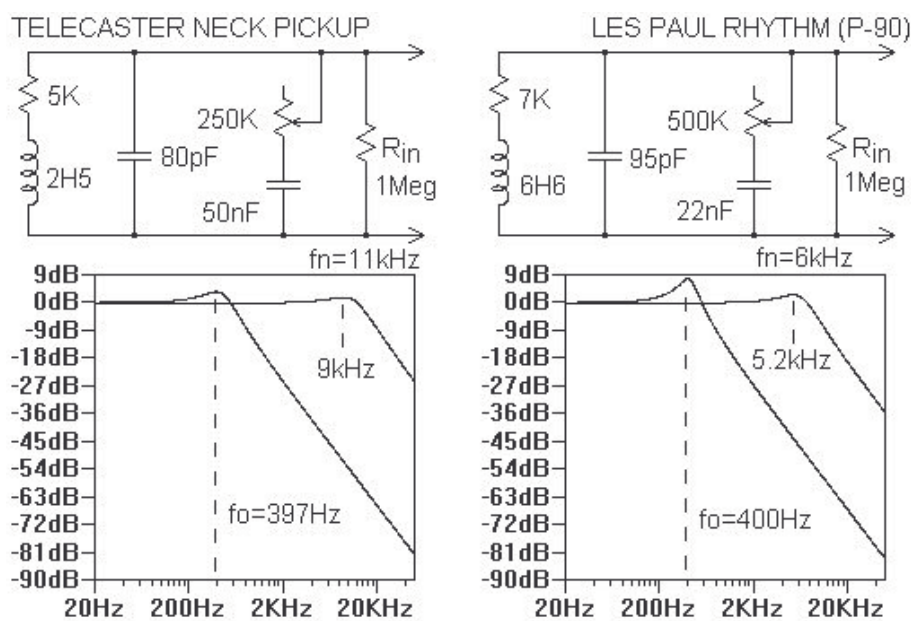 TELECASTER NECK PICKUP
5K
2H5
80pF
250K
50nF
Rin
1Meg
fn=11kHz
9dB
0dB
-9dB
-18dB
-27dB
-36dB
-45dB
-54dB
-63dB
-72dB
-81dB
-90dB
20Hz
200Hz
2KHz
20KHz
9kHz
fo=397Hz
LES PAUL RHYTHM (P-90)
7K
6H6
95pF
500K
22nF
Rin
1Meg
fn=6kHz
9dB
0dB
-9dB
-18dB
-27dB
-36dB
-45dB
-54dB
-63dB
-72dB
-81dB
-90dB
20Hz
200Hz
2KHz
20KHz
5.2kHz
fo=400Hz